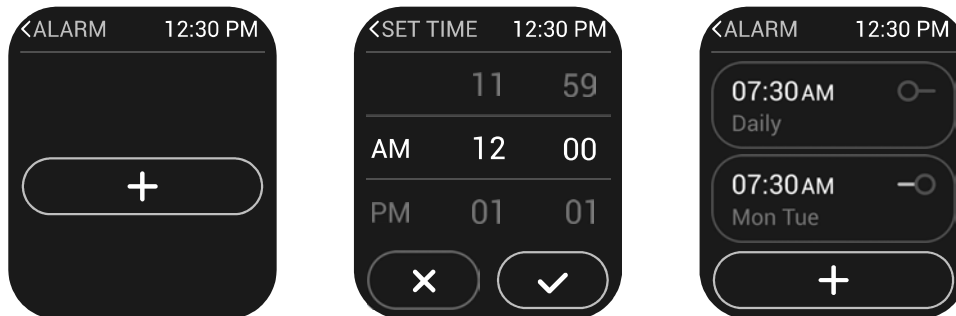 <ALARM 12:30 PM
<SET TIME 12:30 PM
11 59
AM 12 00
PM 01 01
<ALARM 12:30 PM
07:30AM
Daily
07:30AM
Mon Tue